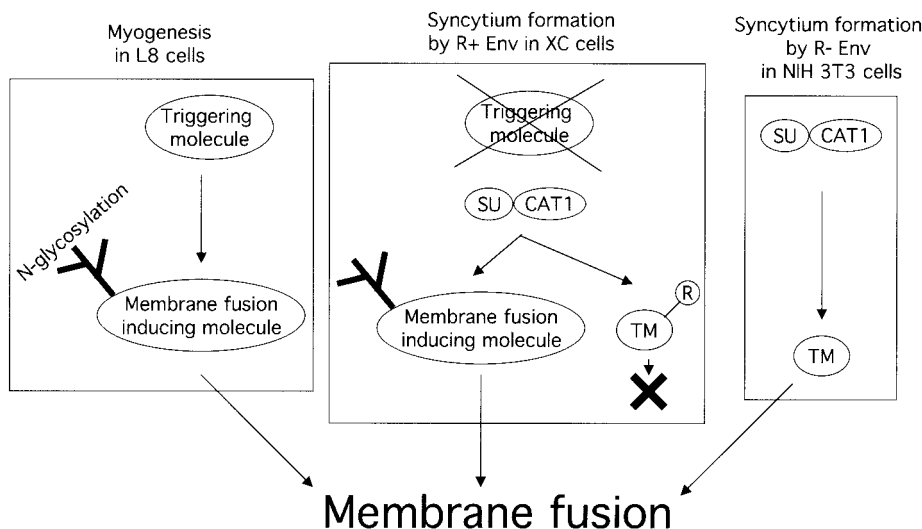 Myogenesis
in L8 cells
Triggering
molecule
N-glycosylation
Membrane fusion
inducing molecule
Syncytium formation
by R+ Env in XC cells
Triggering
molecule
SU
CAT1
Membrane fusion
inducing molecule
R
TM
Syncytium formation
by R- Env
in NIH 3T3 cells
SU
CAT1
TM
Membrane fusion